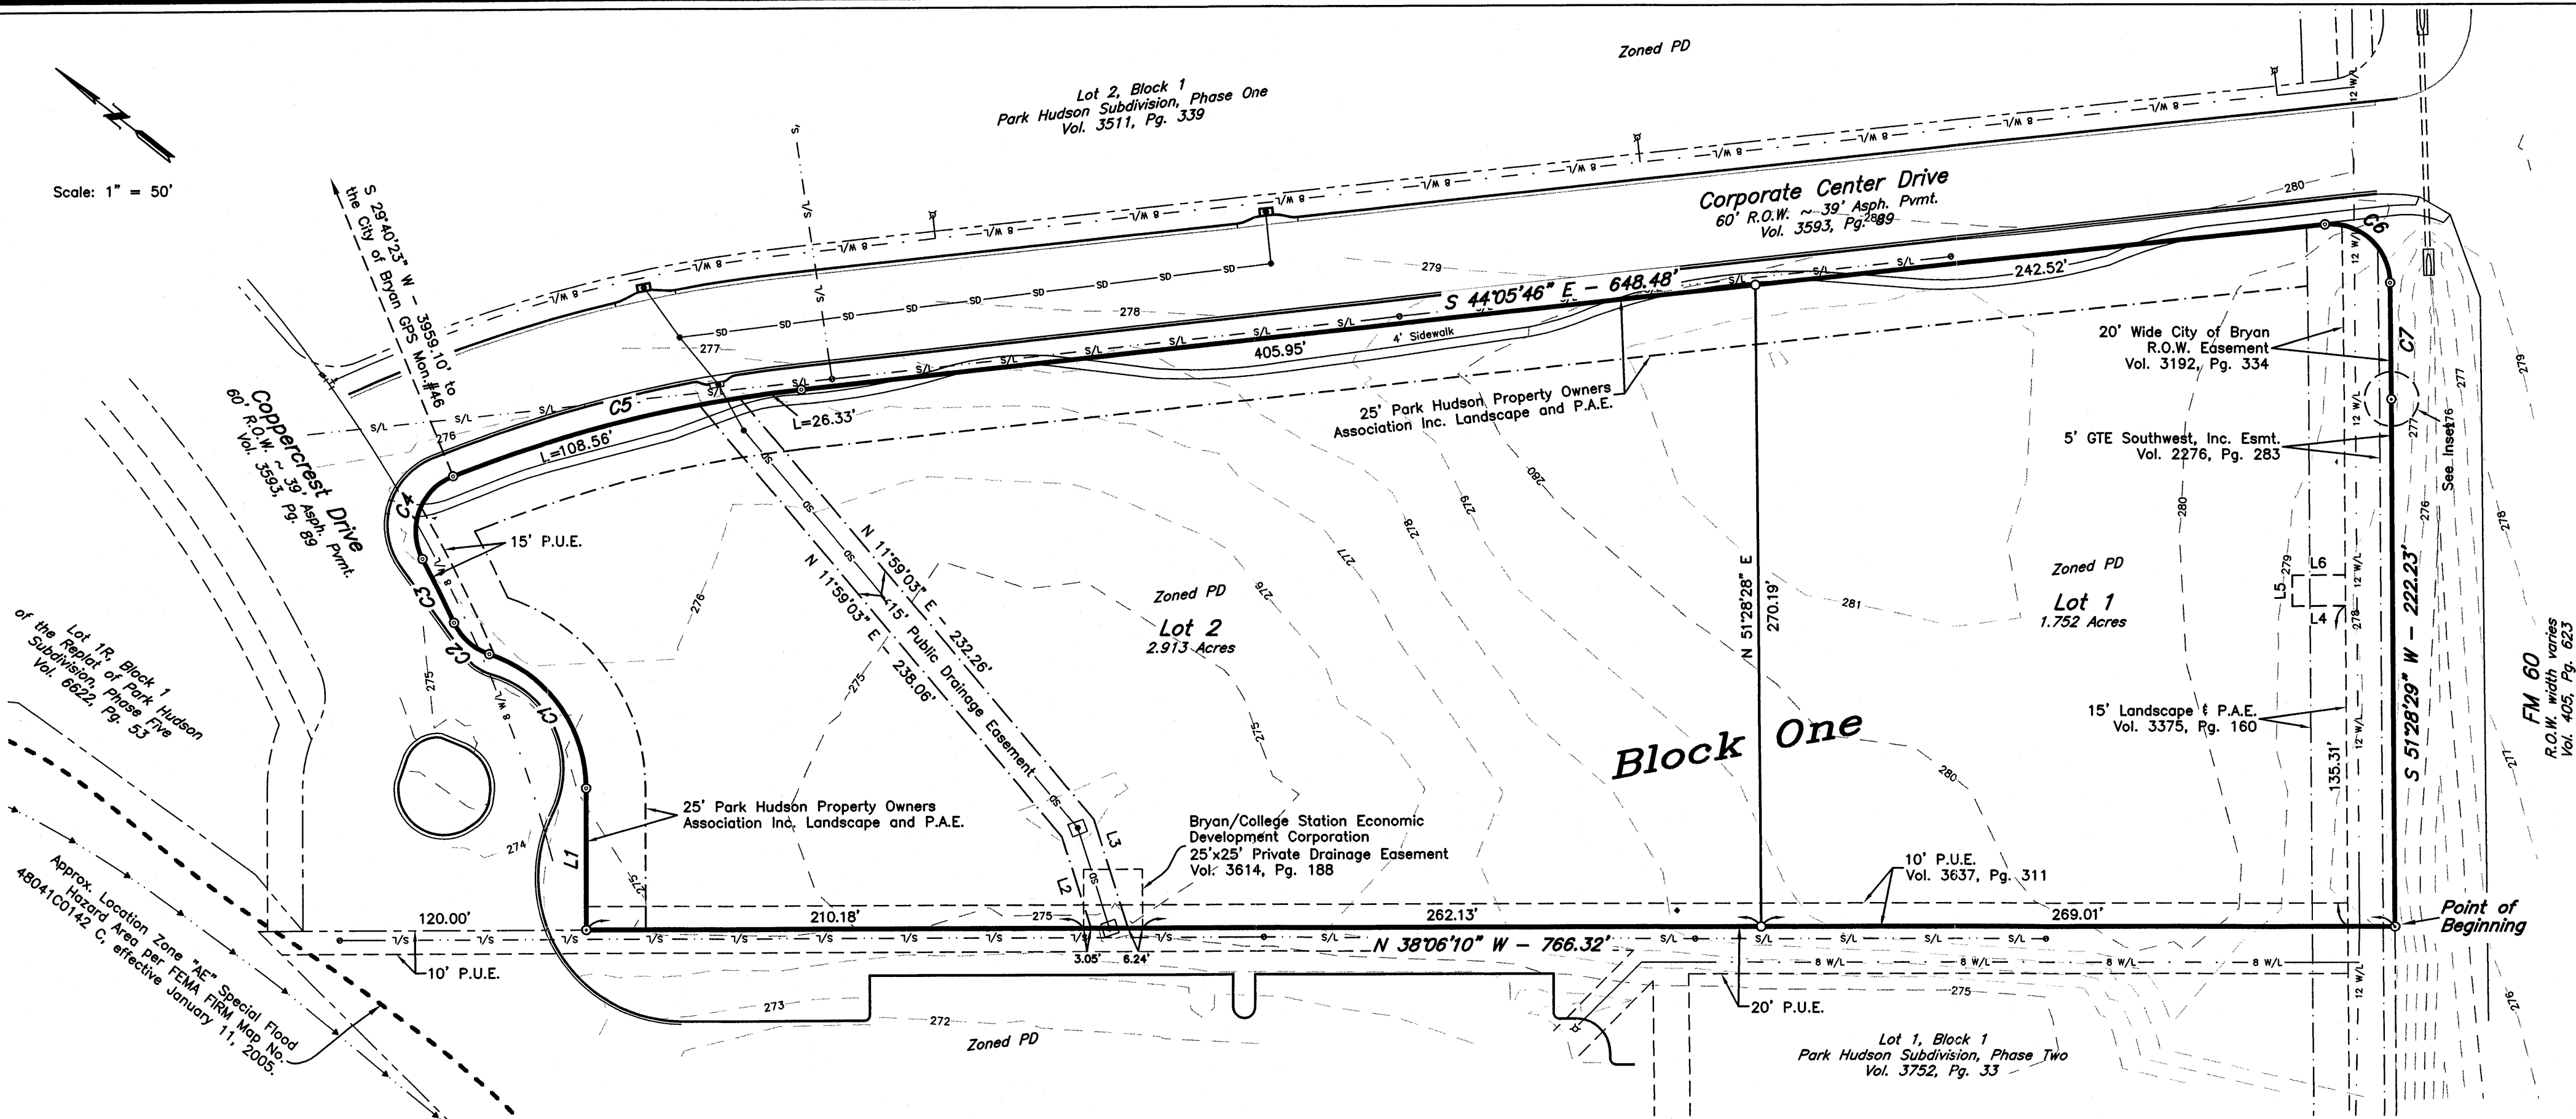 Zoned PD
Lot 2, Block 1
Park Hudson Subdivision, Phase One
Vol. 3511, Pg. 339
N
Scale: 1" = 50'
S 29°40'23" W - 3959.10' to
the City of Bryan GPS Mon.#46
Corporate Center Drive
60' R.O.W. ~ 39' Asph. Pvmt.
Vol. 3593, Pg. 89
S 44°05'46" E - 648.48'
242.52'
405.95'
4' Sidewalk
C6
C7
C5
L=108.56'
L=26.33'
20' Wide City of Bryan
R.O.W. Easement
Vol. 3192, Pg. 334
25' Park Hudson Property Owners
Association Inc. Landscape and P.A.E.
5' GTE Southwest, Inc. Esmt.
Vol. 2276, Pg. 283
See Inset
Coppercrest Drive
60' R.O.W. ~ 39' Asph. Pvmt.
Vol. 3593, Pg. 89
C4
15' P.U.E.
C3
C2
C1
N 11°59'03" E - 232.26'
15' Public Drainage Easement
N 11°59'03" E - 238.06'
Zoned PD
Lot 2
2.913 Acres
N 51°28'28" E
270.19'
Zoned PD
Lot 1
1.752 Acres
L6
L5
L4
Lot 1R, Block 1
of the Replat of Park Hudson
Subdivision, Phase Five
Vol. 6622, Pg. 53
Block One
15' Landscape & P.A.E.
Vol. 3375, Pg. 160
135.31'
S 51°28'29" W - 222.23'
FM 60
R.O.W. width varies
Vol. 405, Pg. 623
25' Park Hudson Property Owners
Association Inc. Landscape and P.A.E.
L1
L3
L2
Bryan/College Station Economic
Development Corporation
25'x25' Private Drainage Easement
Vol. 3614, Pg. 188
10' P.U.E.
Vol. 3637, Pg. 311
120.00'
210.18'
262.13'
269.01'
Point of
Beginning
N 38°06'10" W - 766.32'
3.05'
6.24'
10' P.U.E.
20' P.U.E.
Approx. Location Zone "AE" Special Flood
Hazard Area per FEMA FIRM Map No.
48041C0142 C, effective January 11, 2005.
Zoned PD
Lot 1, Block 1
Park Hudson Subdivision, Phase Two
Vol. 3752, Pg. 33
8 W/L
12 W/L
S/L
SD
272
273
274
275
276
277
278
279
280
281